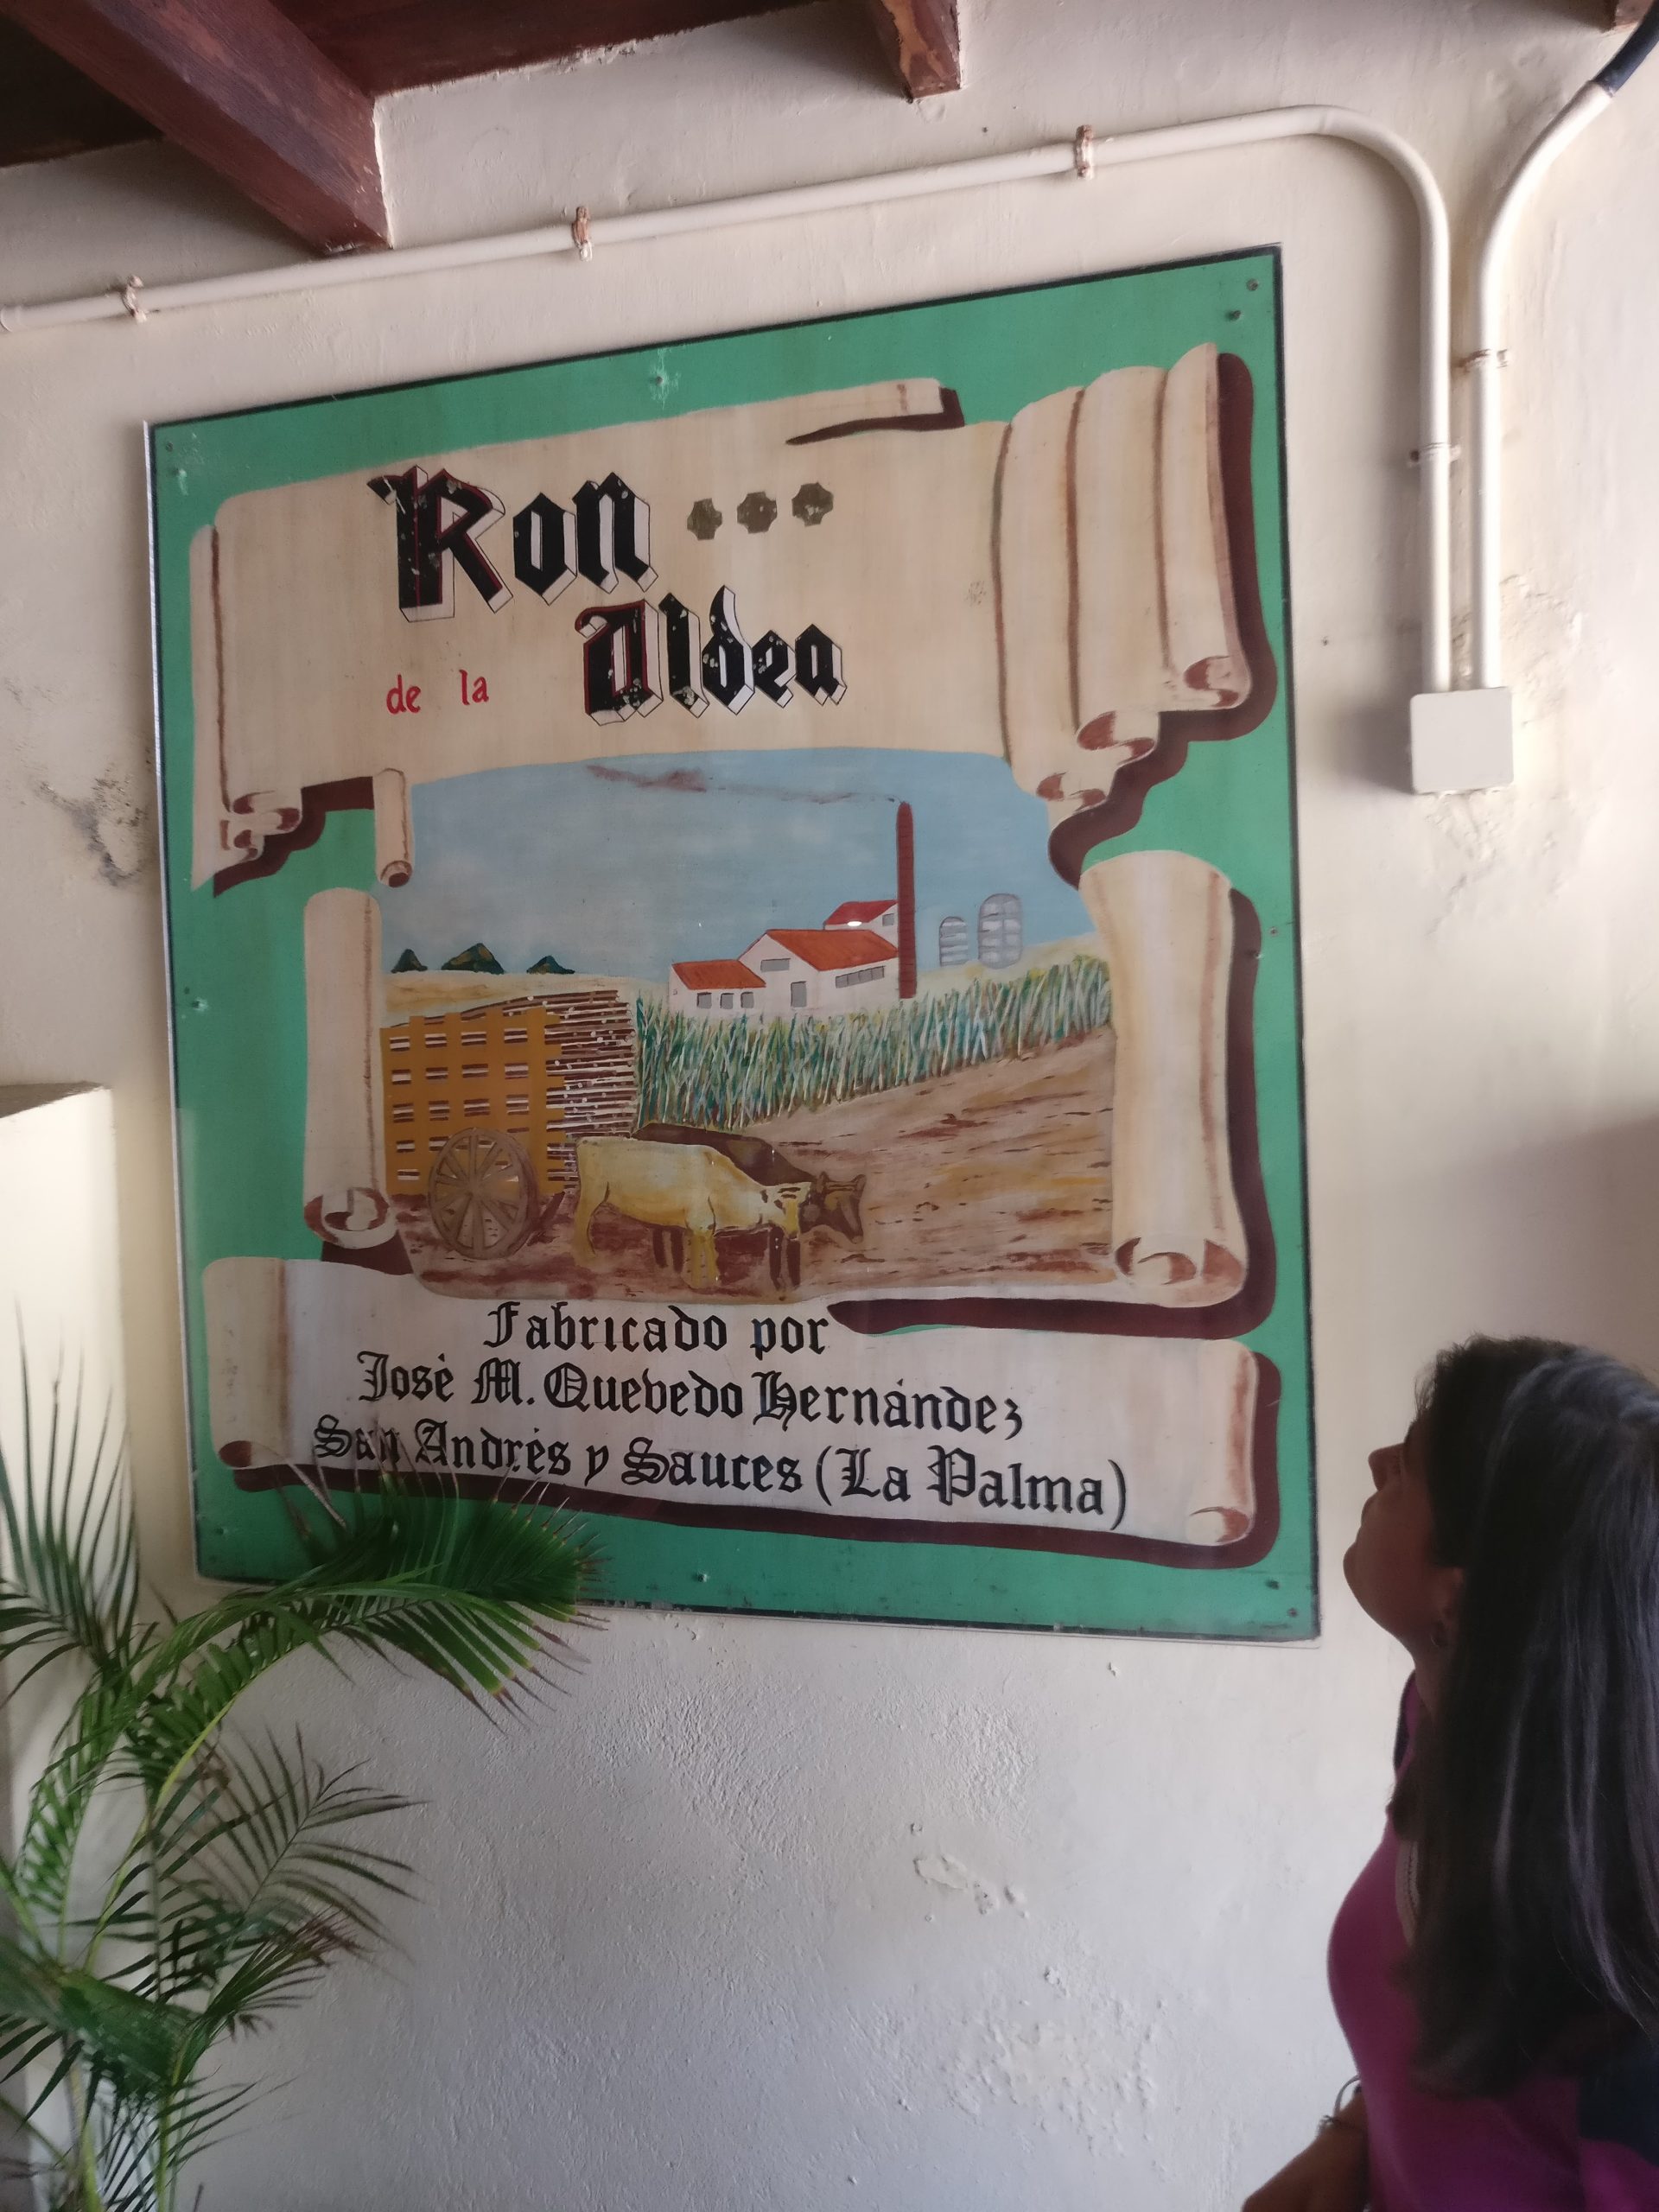 Ron
de la Aldea
Fabricado por
José M. Quevedo Hernández
San Andrés y Sauces (La Palma)